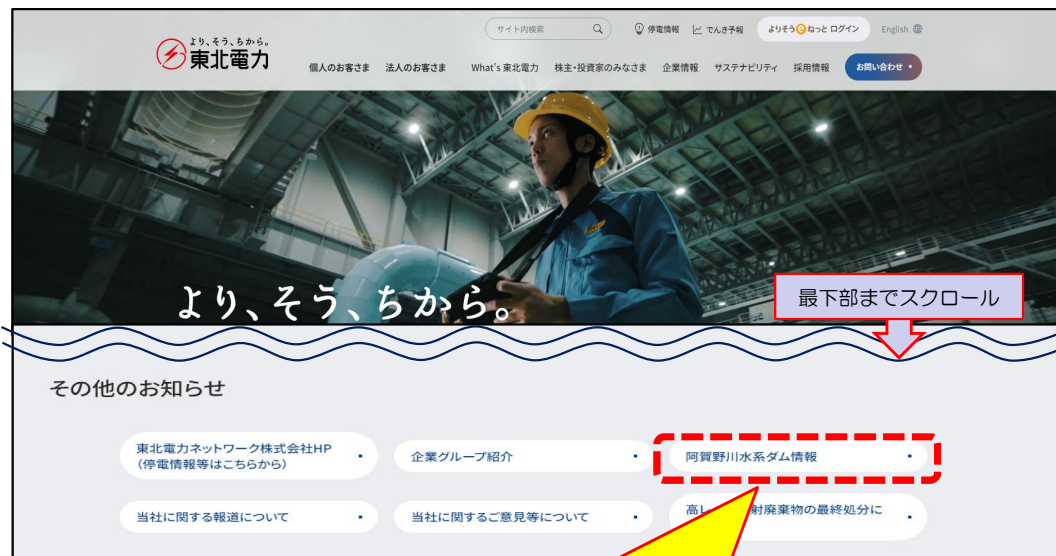 サイト内検索
停電情報
でんき予報
よりそうeねっと ログイン
English
より、そう、ちから。
東北電力
個人のお客さま
法人のお客さま
What's 東北電力
株主・投資家のみなさま
企業情報
サステナビリティ
採用情報
お問い合わせ
より、そう、ちから。
最下部までスクロール
その他のお知らせ
東北電力ネットワーク株式会社HP
(停電情報等はこちらから)
企業グループ紹介
阿賀野川水系ダム情報
当社に関する報道について
当社に関するご意見等について
射廃棄物の最終処分に